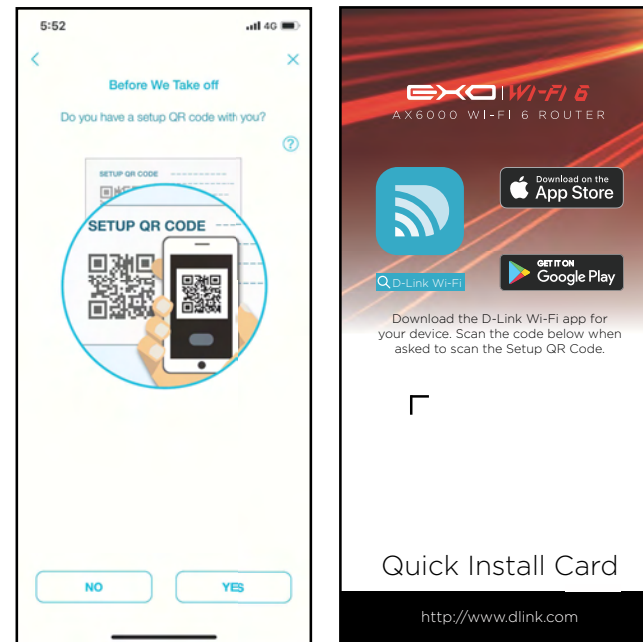 5:52
4G
Before We Take off
Do you have a setup QR code with you?
?
SETUP QR CODE
SETUP QR CODE
NO
YES
EXO WI-FI 6
AX6000 WI-FI 6 ROUTER
Download on the
App Store
GET IT ON
Google Play
D-Link Wi-Fi
Download the D-Link Wi-Fi app for
your device. Scan the code below when
asked to scan the Setup QR Code.
Quick Install Card
http://www.dlink.com